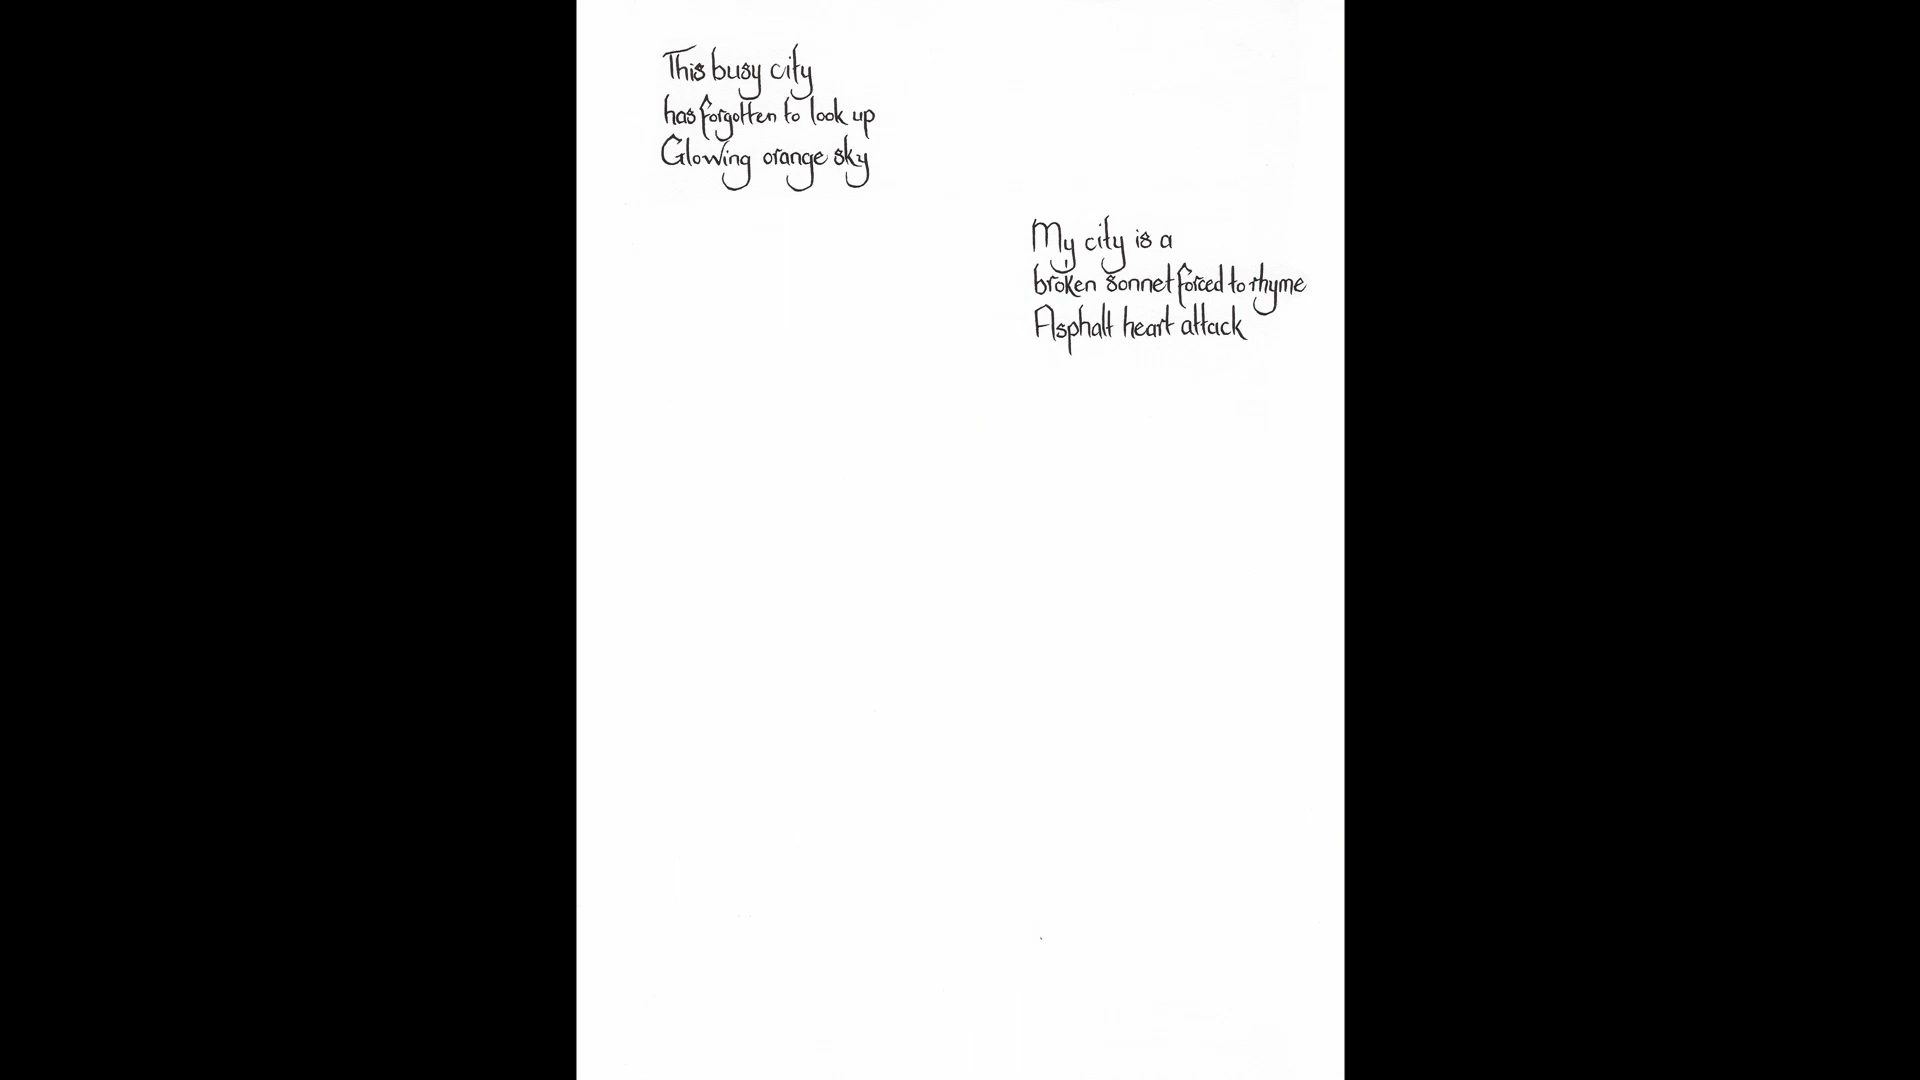 This busy city
has forgotten to look up
Glowing orange sky
My city is a
broken sonnet forced to rhyme
Asphalt heart attack